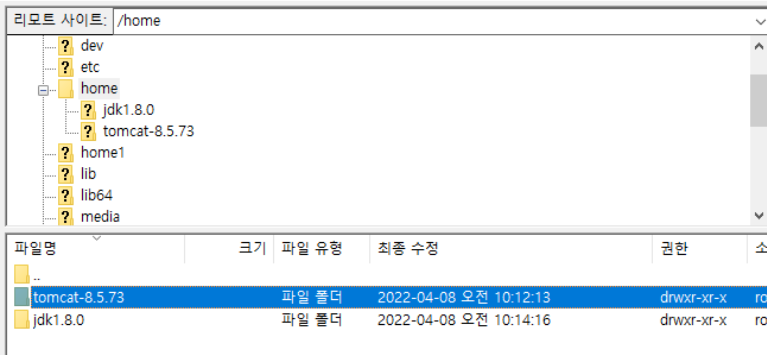 리모트 사이트: /home
dev
etc
home
jdk1.8.0
tomcat-8.5.73
home1
lib
lib64
media
파일명 크기 파일 유형 최종 수정 권한 소
..
tomcat-8.5.73 파일 폴더 2022-04-08 오전 10:12:13 drwxr-xr-x ro
jdk1.8.0 파일 폴더 2022-04-08 오전 10:14:16 drwxr-xr-x ro